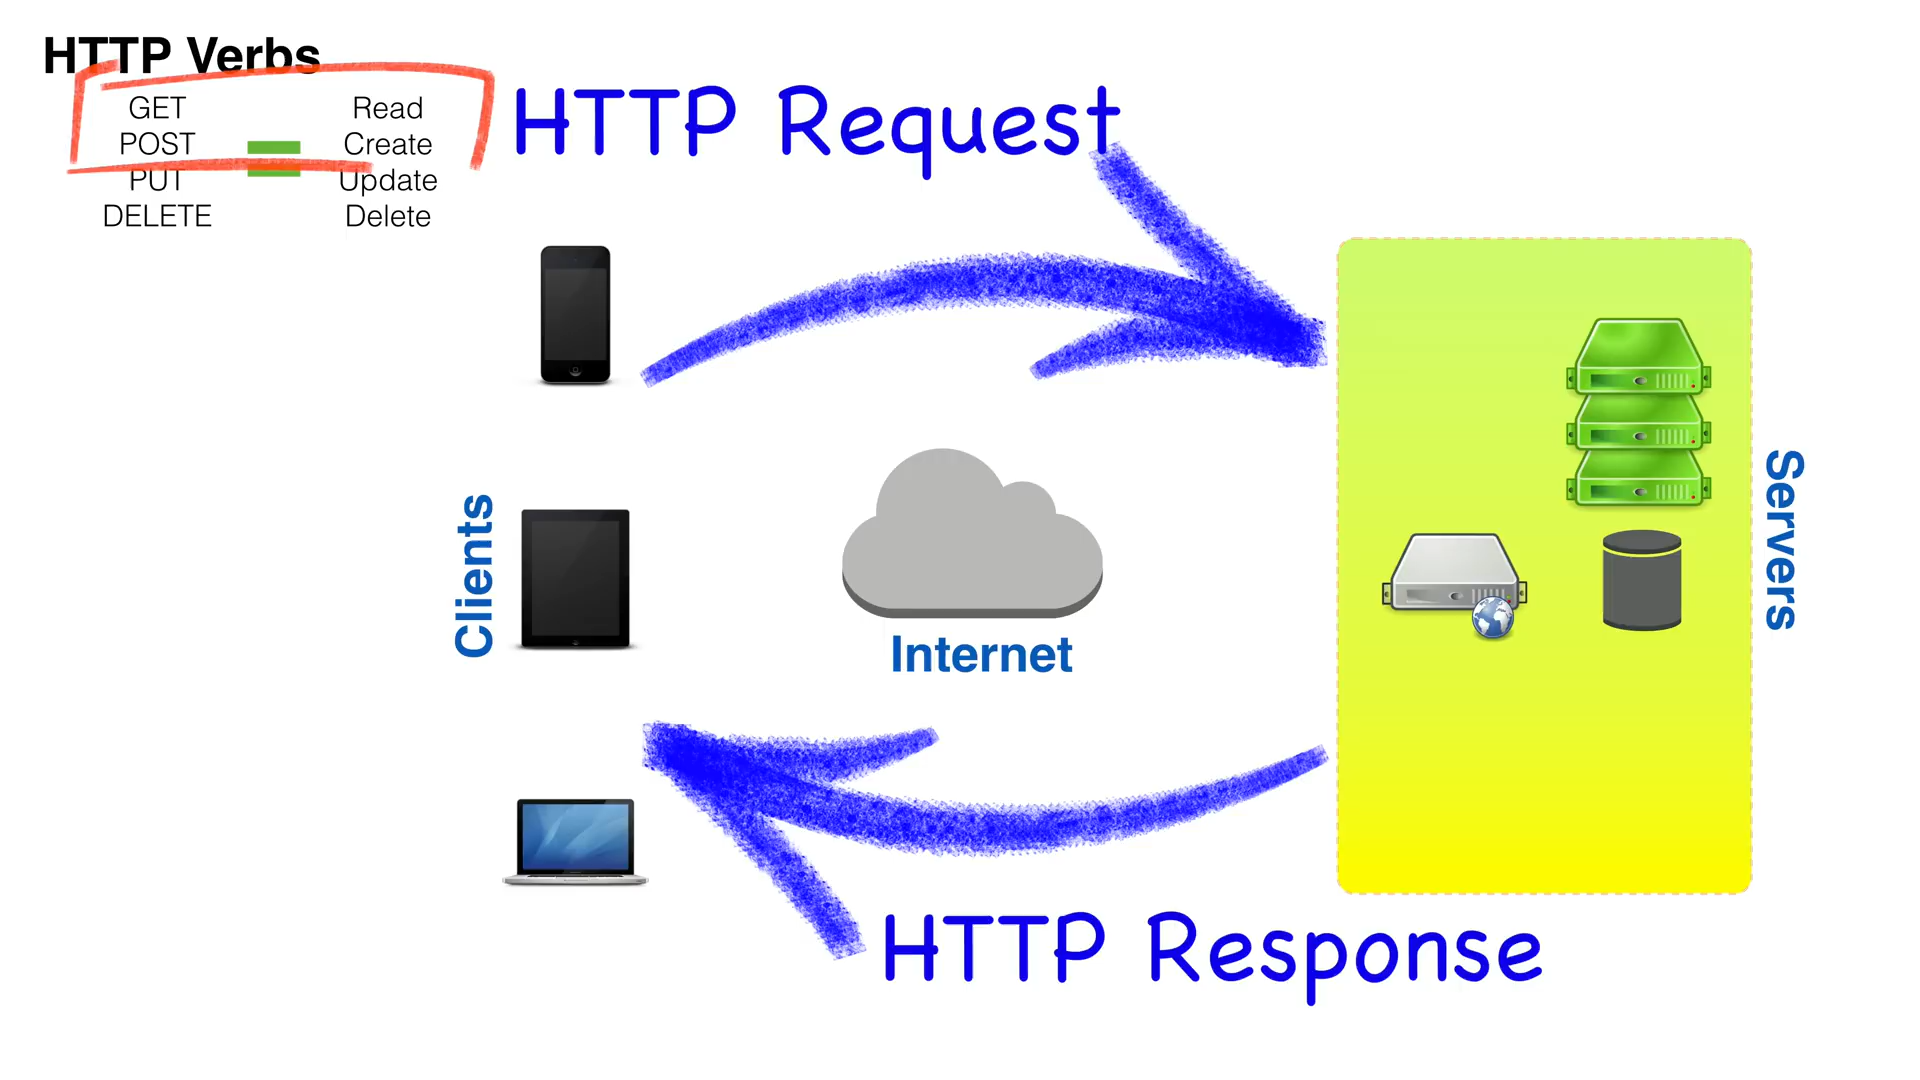 HTTP Verbs
GET Read
POST Create
PUT Update
DELETE Delete
HTTP Request
Clients
Internet
Servers
HTTP Response